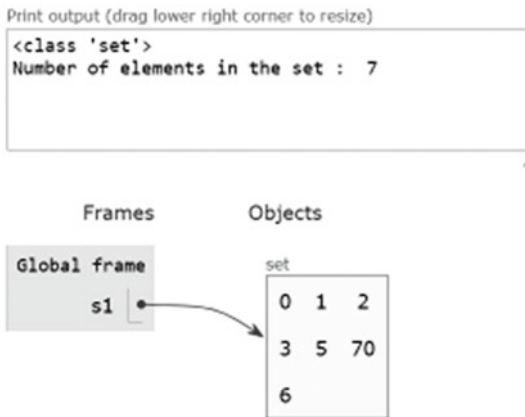 Print output (drag lower right corner to resize)
<class 'set'>
Number of elements in the set :  7
Frames Objects
Global frame
s1
set
0 1 2
3 5 70
6